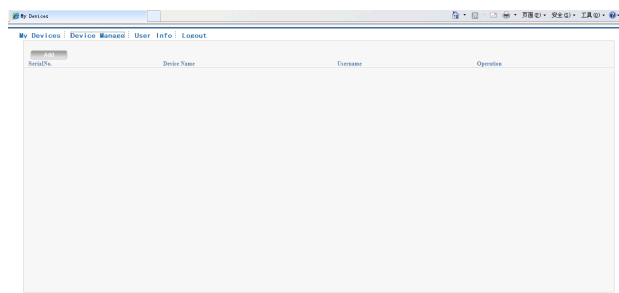 My Devices
页面(P) 安全(S) 工具(O)
My Devices Device Managed User Info Logout
Add
SerialNo. Device Name Username Operation